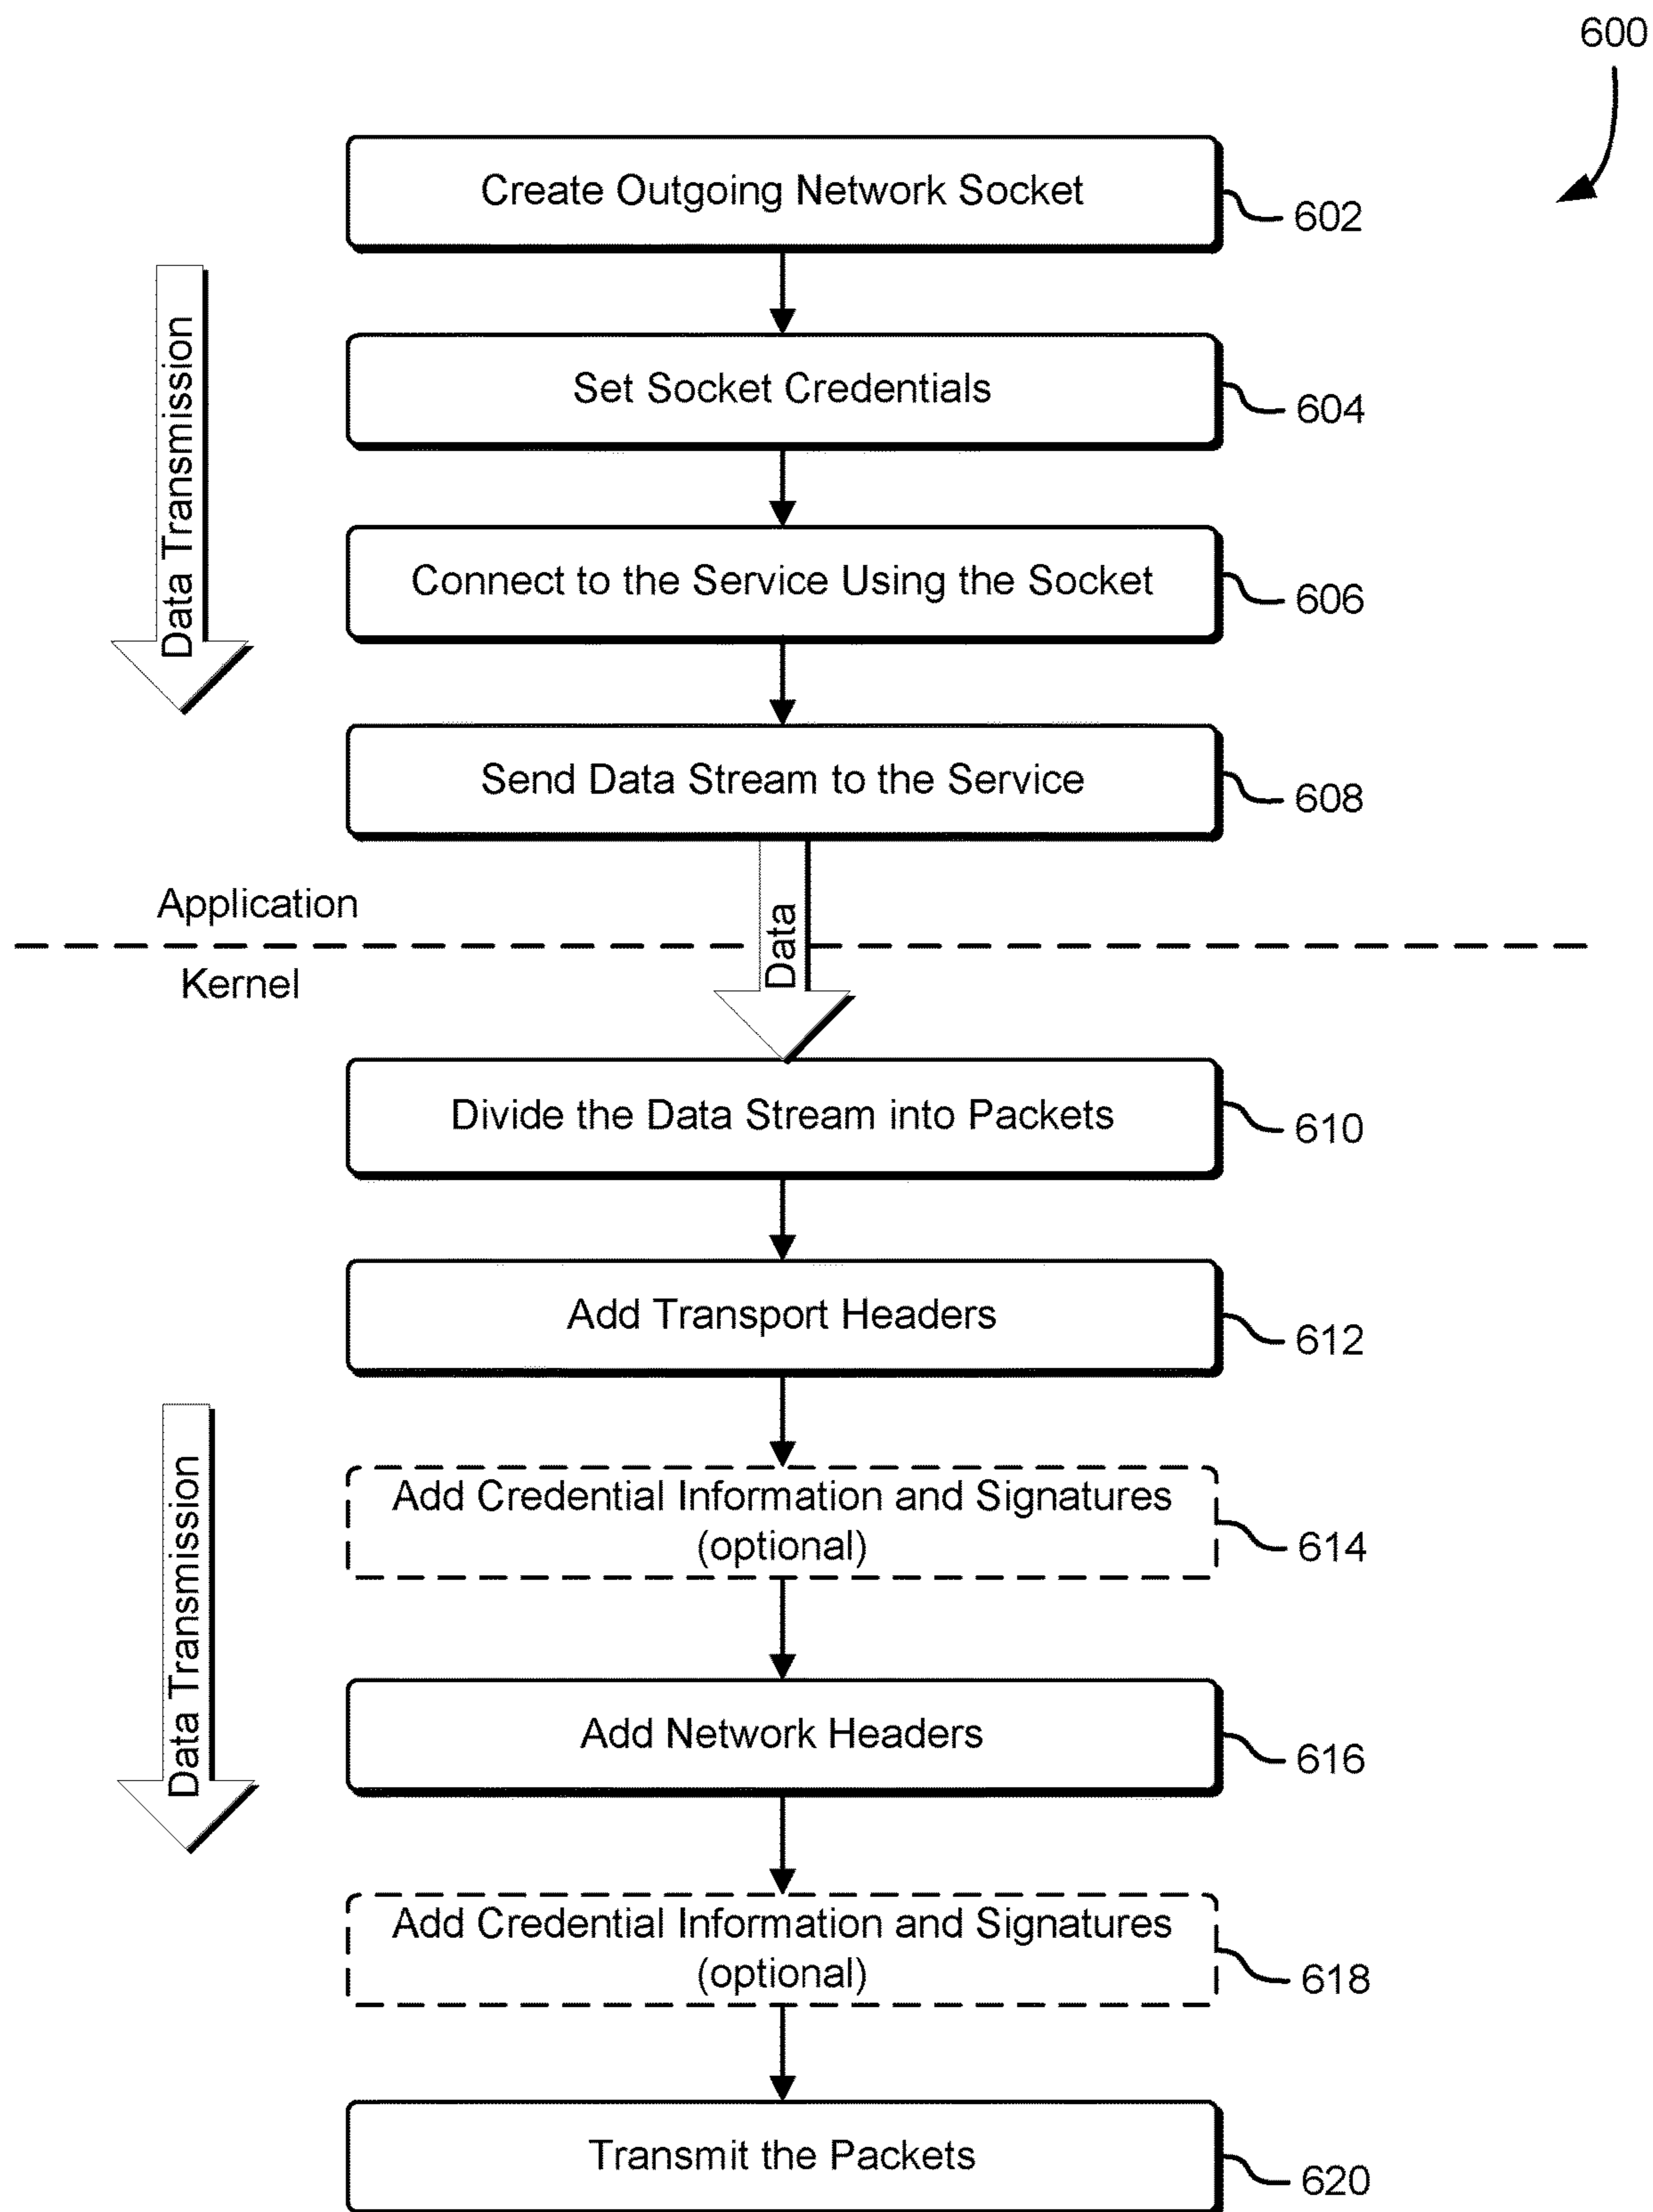 600
Create Outgoing Network Socket
602
Data Transmission
Set Socket Credentials
604
Connect to the Service Using the Socket
606
Send Data Stream to the Service
608
Application
Data
Kernel
Divide the Data Stream into Packets
610
Add Transport Headers
612
Data Transmission
Add Credential Information and Signatures
(optional)
614
Add Network Headers
616
Add Credential Information and Signatures
(optional)
618
Transmit the Packets
620